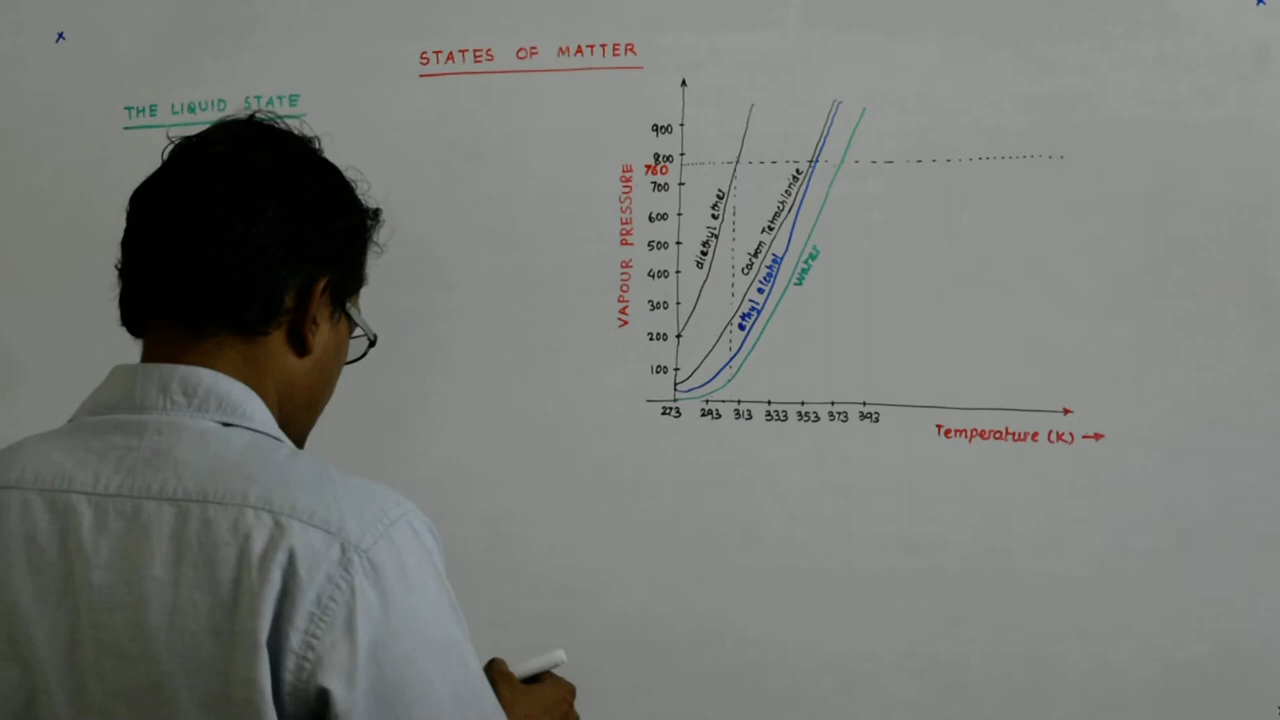 STATES OF MATTER
THE LIQUID STATE
VAPOUR PRESSURE
900
800
760
700
600
500
400
300
200
100
diethyl ether
Carbon Tetrachloride
ethyl alcohol
water
273 293 313 333 353 373 393
Temperature (K)